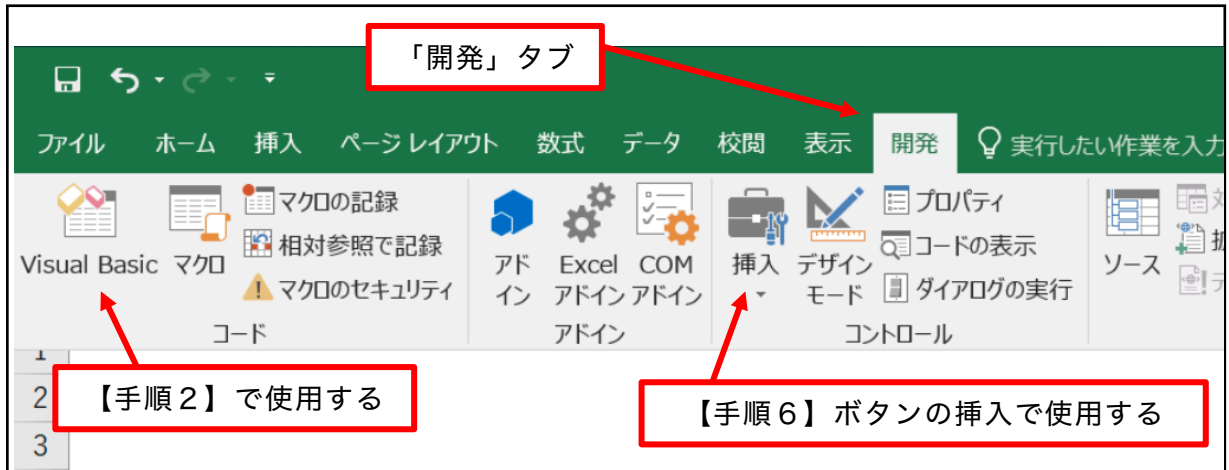 「開発」タブ
ファイル ホーム 挿入 ページ レイアウト 数式 データ 校閲 表示 開発 実行したい作業を入力
Visual Basic マクロ マクロの記録
相対参照で記録
マクロのセキュリティ
コード
アド
イン
Excel
アドイン
COM
アドイン
アドイン
挿入 デザイン
モード
プロパティ
コードの表示
ダイアログの実行
コントロール
ソース
拡
1
2
3
【手順２】で使用する
【手順６】ボタンの挿入で使用する